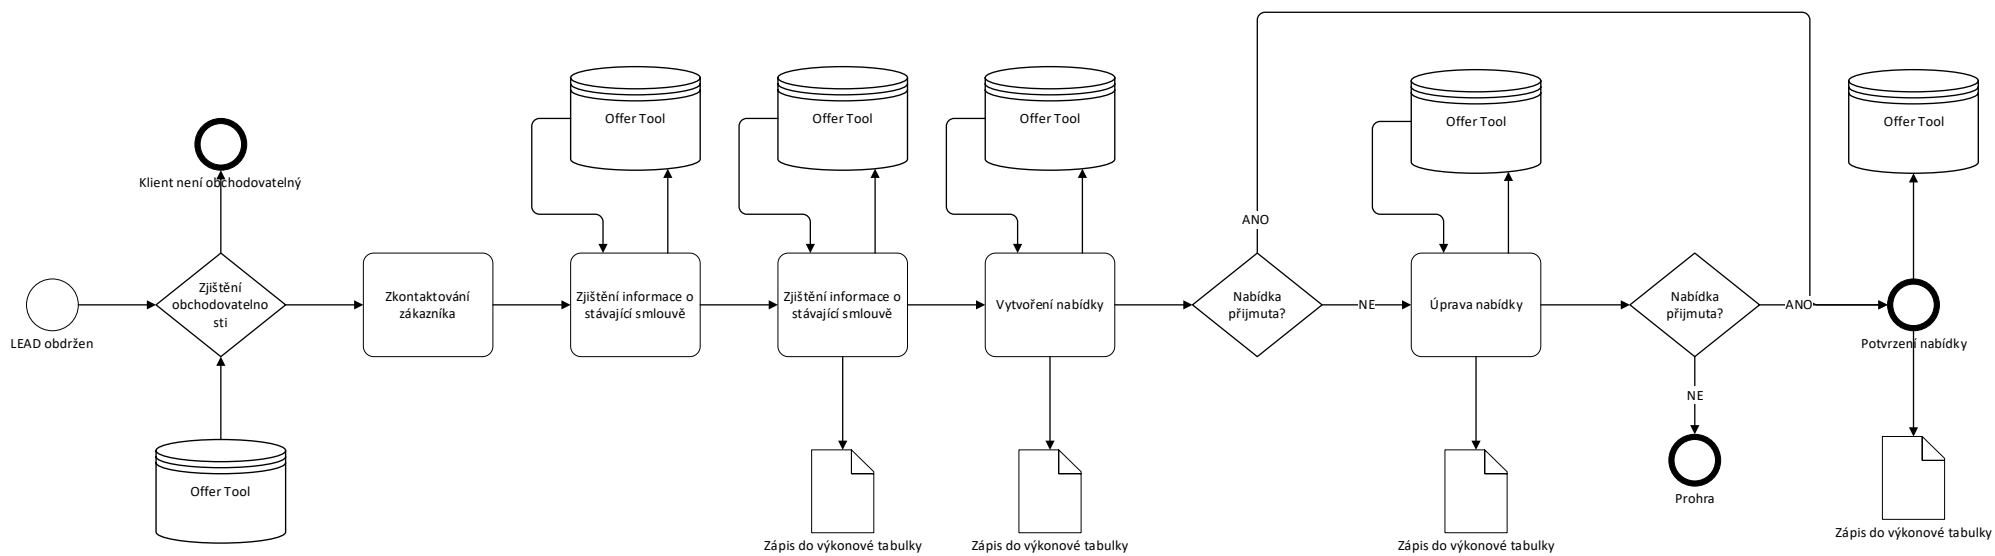 Offer Tool
Offer Tool
Offer Tool
Offer Tool
Offer Tool
Klient není obchodovatelný
ANO
LEAD obdržen
Zjištění
obchodovatelno
sti
Zkontaktování
zákazníka
Zjištění informace o
stávající smlouvě
Zjištění informace o
stávající smlouvě
Vytvoření nabídky
Nabídka
přijmuta?
NE
Úprava nabídky
Nabídka
přijmuta?
ANO
Potvrzení nabídky
NE
Offer Tool
Prohra
Zápis do výkonové tabulky
Zápis do výkonové tabulky
Zápis do výkonové tabulky
Zápis do výkonové tabulky